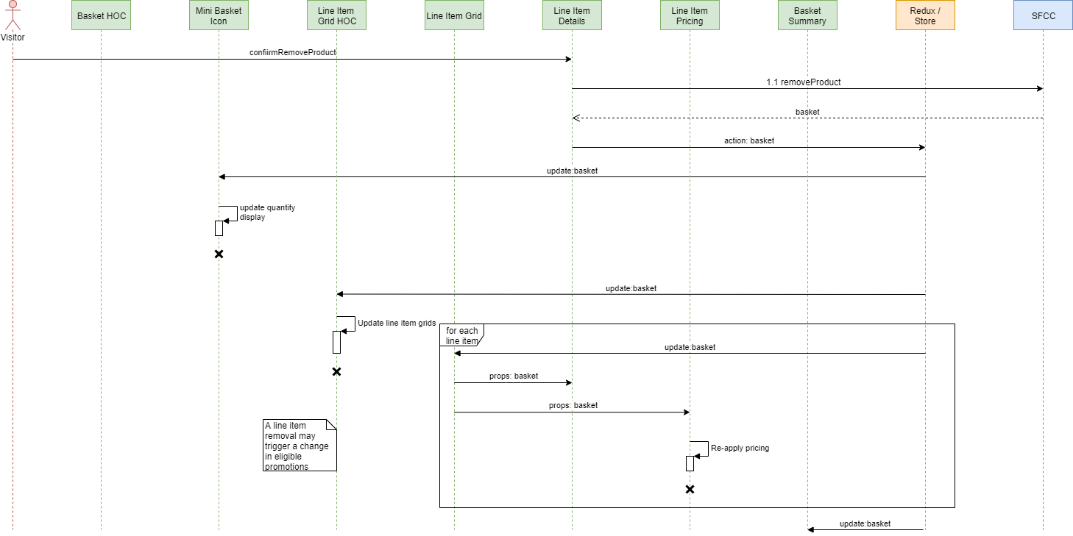 Visitor
Basket HOC
Mini Basket
Icon
Line Item
Grid HOC
Line Item Grid
Line Item
Details
Line Item
Pricing
Basket
Summary
Redux /
Store
SFCC
confiirmRemoveProduct
1.1 removeProduct
basket
action: basket
update:basket
update quantity
display
update:basket
Update line item grids
for each
line item
update:basket
props: basket
props: basket
A line item
removal may
trigger a change
in eligible
promotions
Re-apply pricing
update:basket